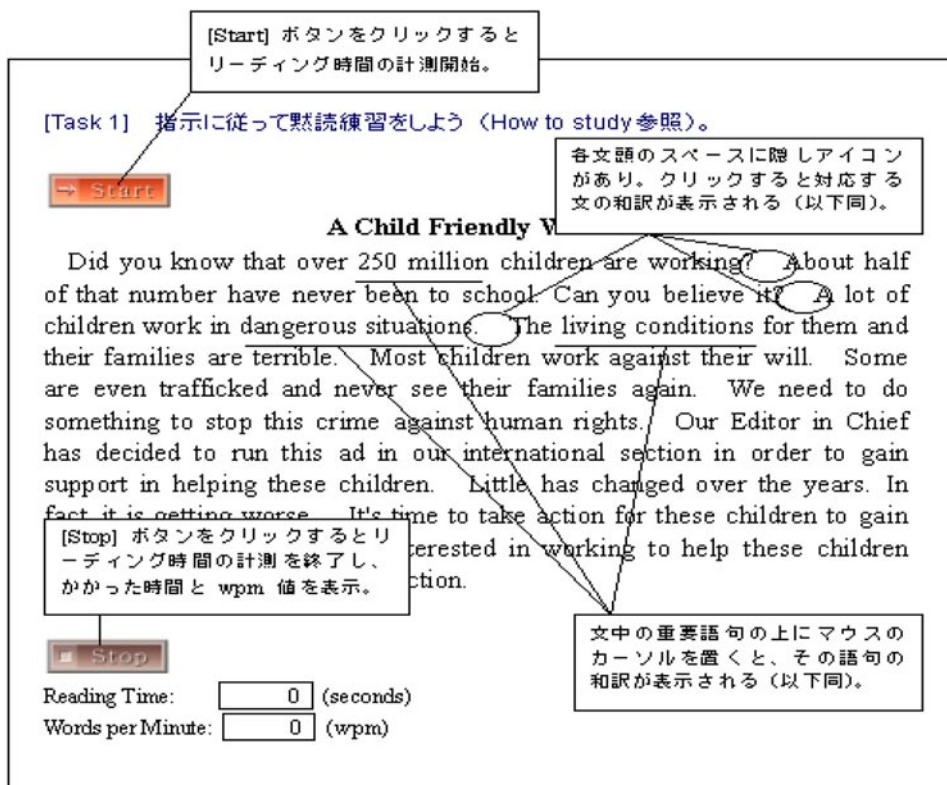 [Start] ボタンをクリックすると
リーディング時間の計測開始。
[Task 1] 指示に従って黙読練習をしよう（How to study参照）。
各文頭のスペースに隠しアイコン
があり。クリックすると対応する
文の和訳が表示される（以下同）。
→ Start
A Child Friendly
Did you know that over 250 million children are working? About half
of that number have never been to school. Can you believe it? A lot of
children work in dangerous situations. The living conditions for them and
their families are terrible. Most children work against their will. Some
are even trafficked and never see their families again. We need to do
something to stop this crime against human rights. Our Editor in Chief
has decided to run this ad in our international section in order to gain
support in helping these children. Little has changed over the years. In
fact it is getting worse. It's time to take action for these children to gain
terested in working to help these children
ction.
[Stop] ボタンをクリックするとリ
ーディング時間の計測を終了し、
かかった時間と wpm 値を表示。
文中の重要語句の上にマウスの
カーソルを置くと、その語句の
和訳が表示される（以下同）。
■ Stop
Reading Time: 0 (seconds)
Words per Minute: 0 (wpm)